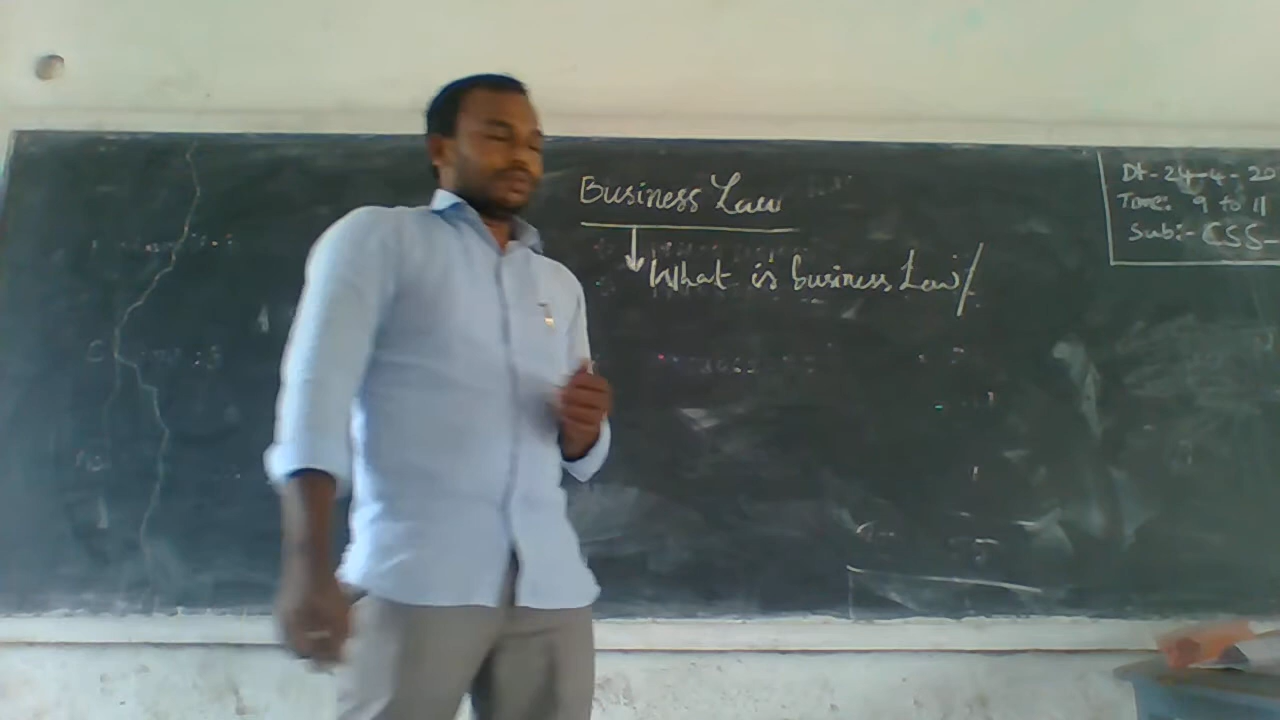 Business Law
What is business Law/
Dt-24-4-20
Time: 9 to 11
Sub:- CSS-